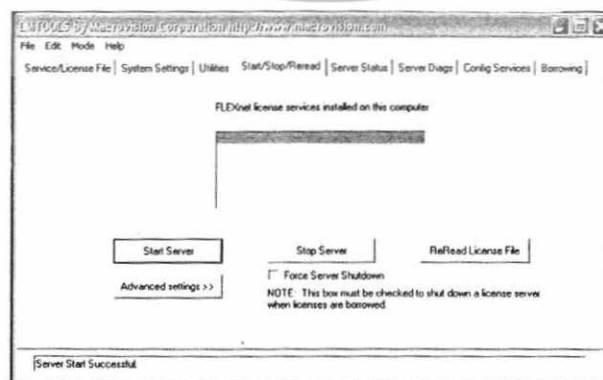 LMTOOLS by Macrovision Corporation http://www.macrovision.com
File Edit Mode Help
Service/License File System Settings Utilities Start/Stop/Reread Server Status Server Diags Config Services Borrowing
FLEXnet license services installed on this computer
Start Server Stop Server ReRead License File
Force Server Shutdown
Advanced settings >>
NOTE: This box must be checked to shut down a license server
when licenses are borrowed.
Server Start Successful.